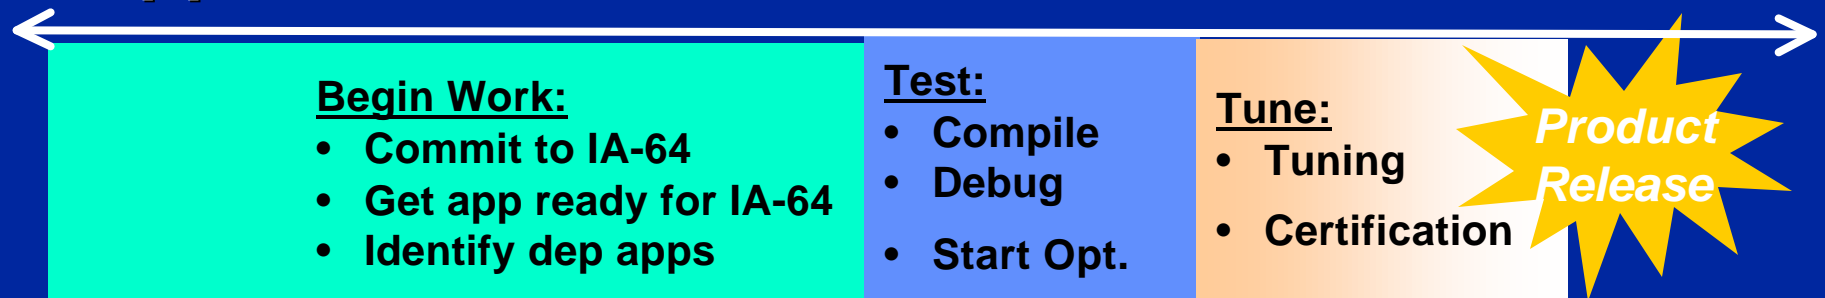 Begin Work:
• Commit to IA-64
• Get app ready for IA-64
• Identify dep apps
Test:
• Compile
• Debug
• Start Opt.
Tune:
• Tuning
• Certification
Product
Release